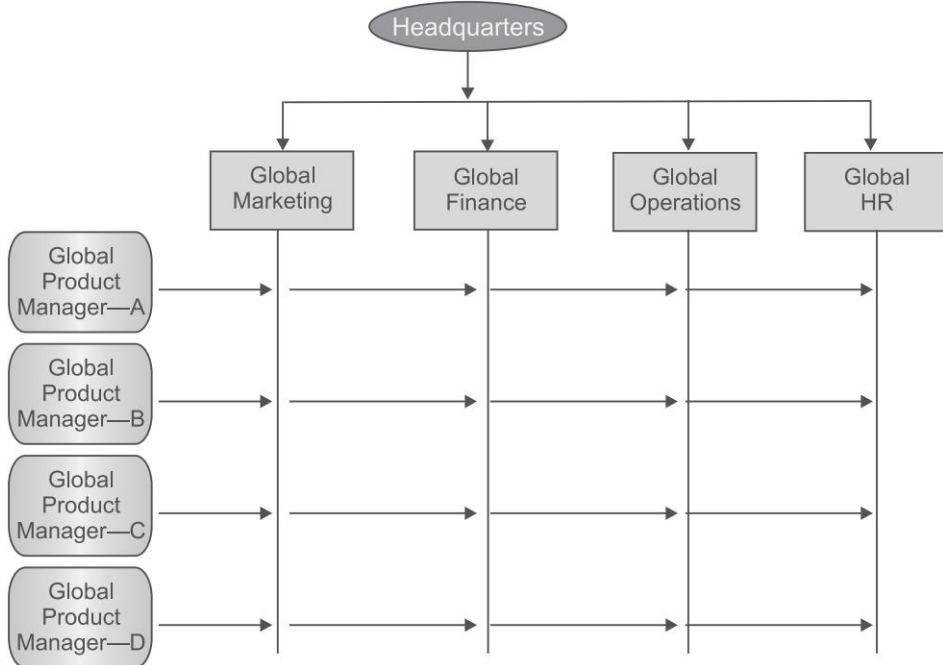 Headquarters
Global
Marketing
Global
Finance
Global
Operations
Global
HR
Global
Product
Manager—A
Global
Product
Manager—B
Global
Product
Manager—C
Global
Product
Manager—D